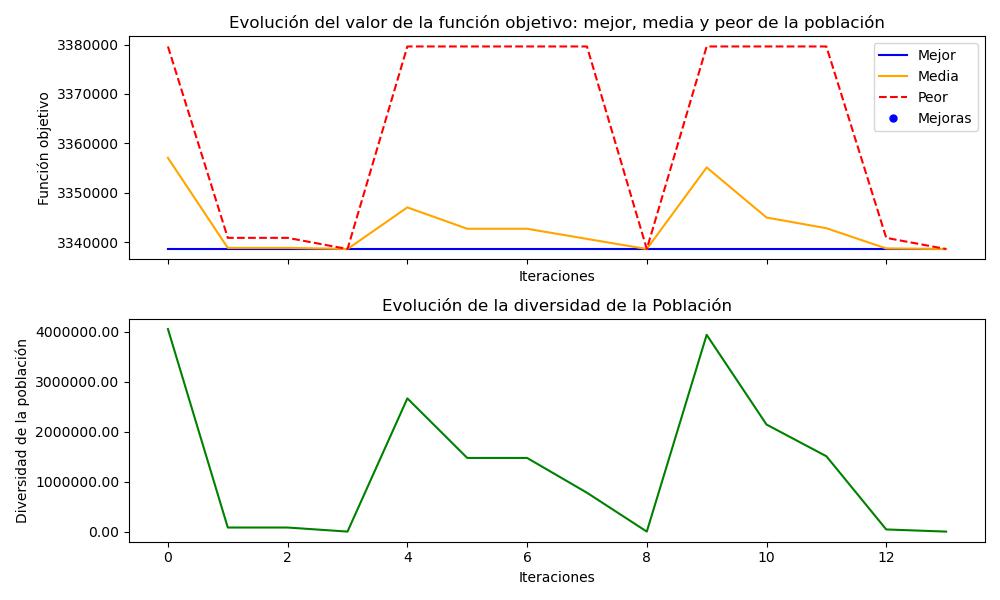 Evolución del valor de la función objetivo: mejor, media y peor de la población
Función objetivo
3380000
3370000
3360000
3350000
3340000
Mejor
Media
Peor
Mejoras
Iteraciones
Evolución de la diversidad de la Población
Diversidad de la población
4000000.00
3000000.00
2000000.00
1000000.00
0.00
0 2 4 6 8 10 12
Iteraciones